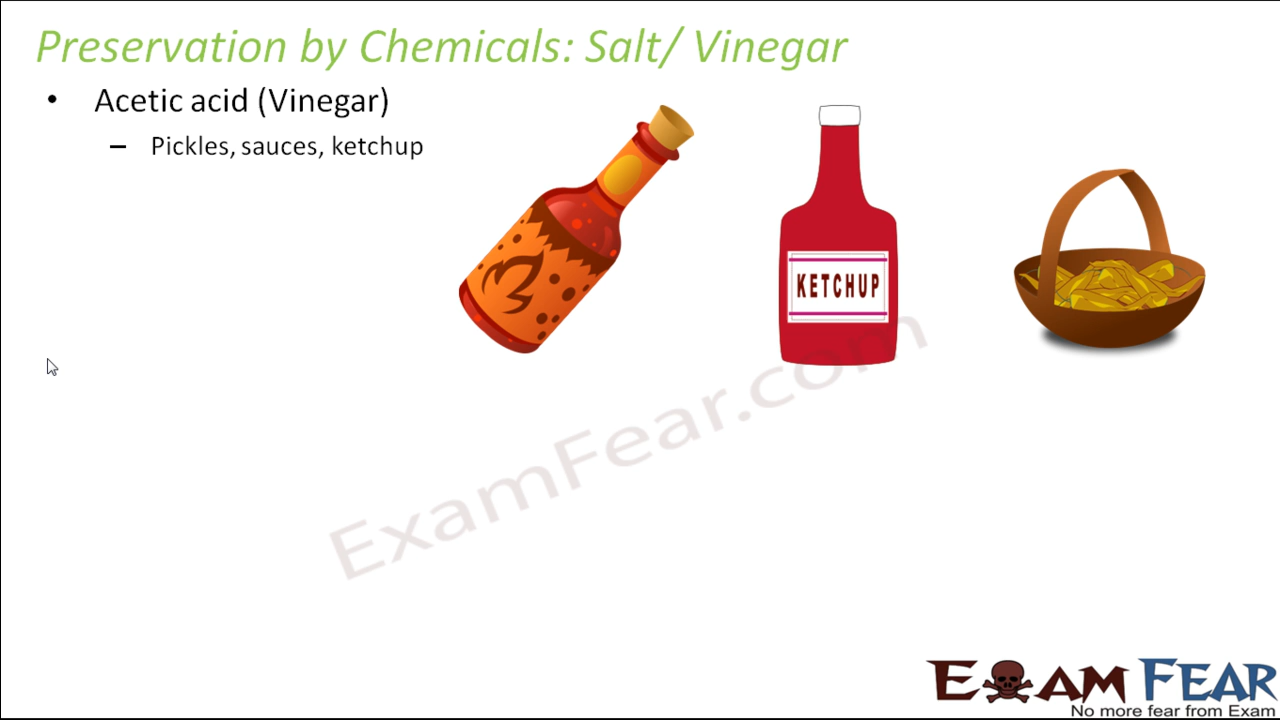 Preservation by Chemicals: Salt/ Vinegar
• Acetic acid (Vinegar)
– Pickles, sauces, ketchup
KETCHUP
ExamFear.com
EXAM FEAR
No more fear from Exam